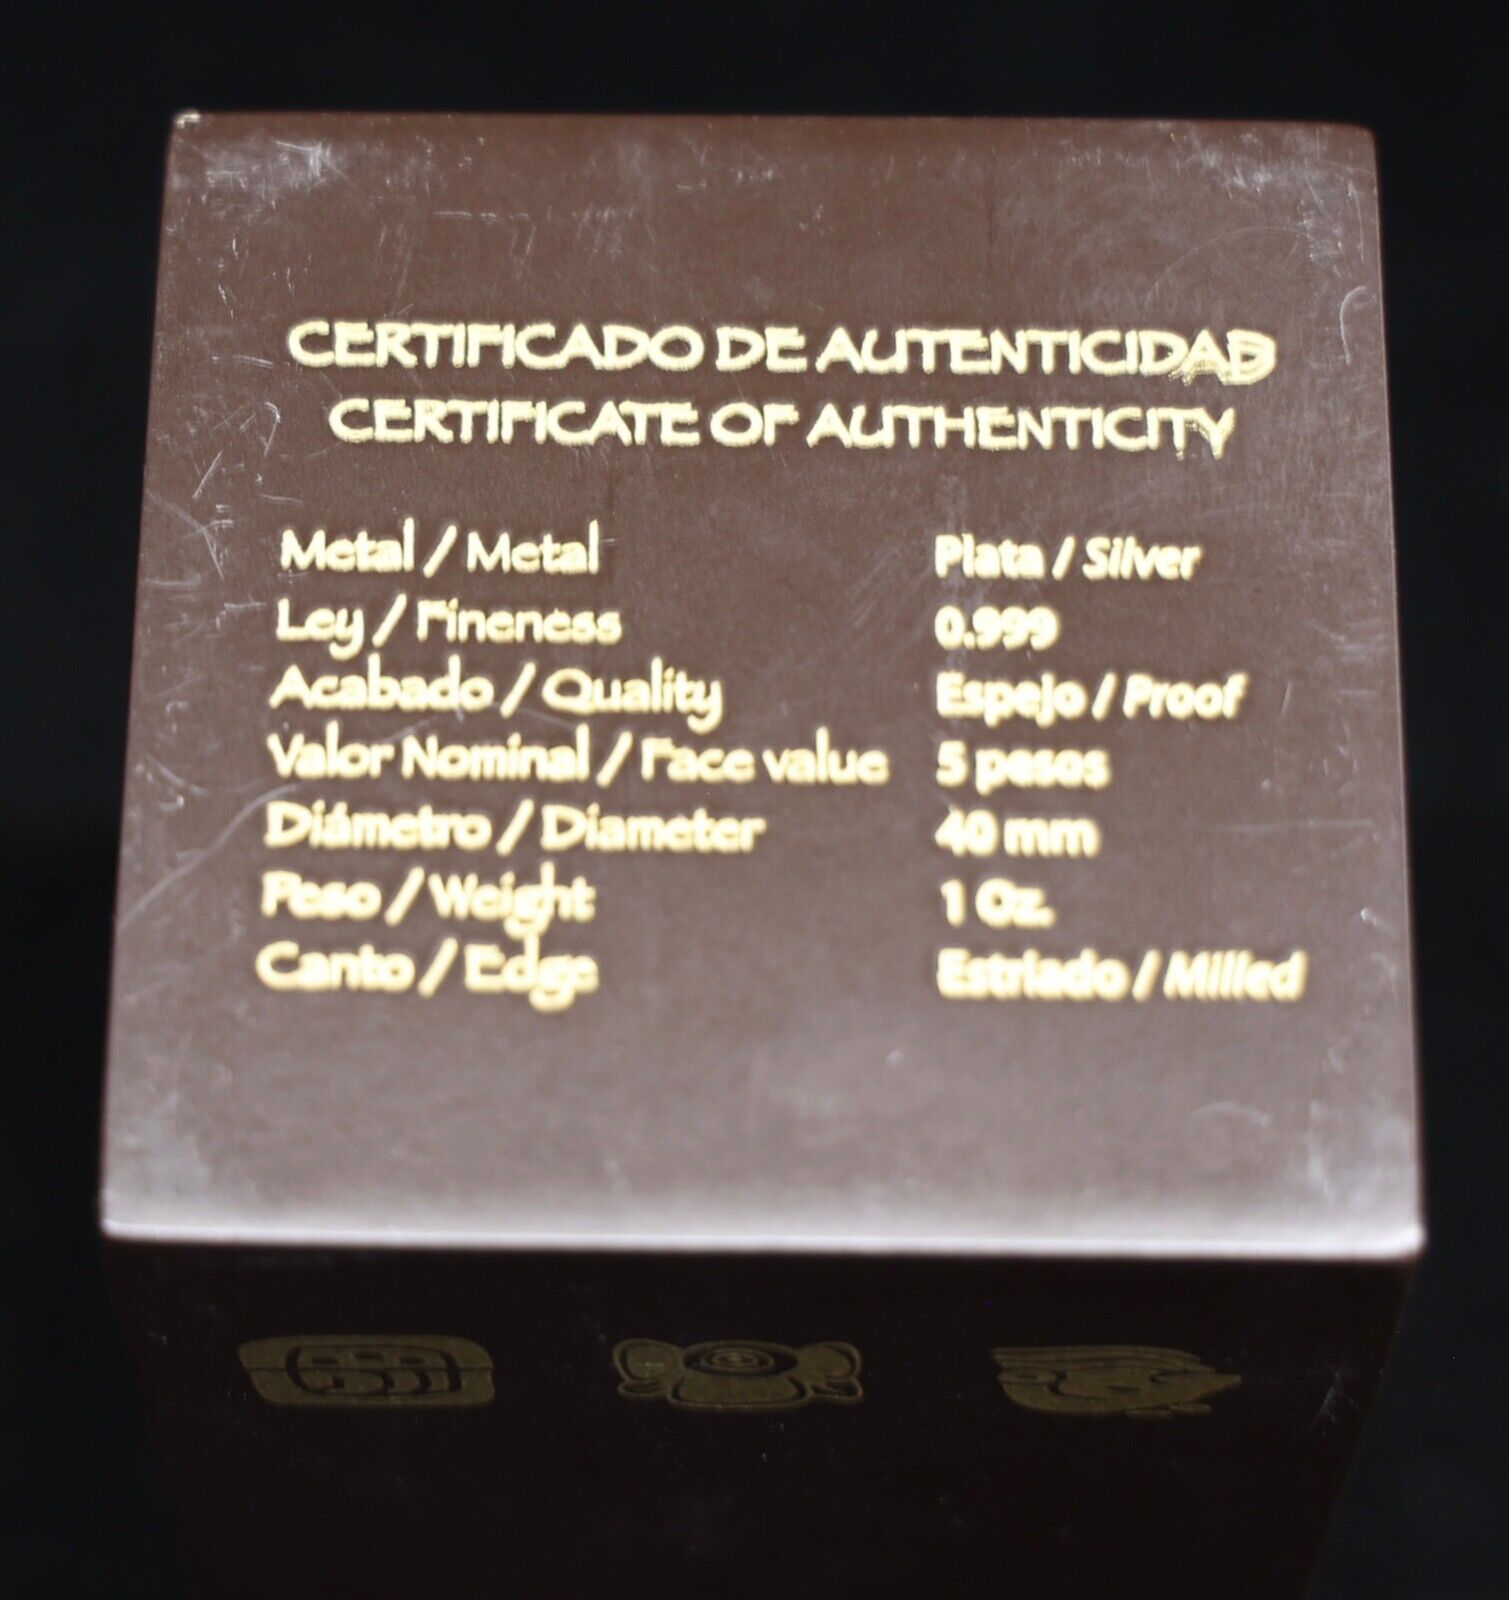 CERTIFICADO DE AUTENTICIDAD
CERTIFICATE OF AUTHENTICITY
Metal / Metal Plata / Silver
Ley / Fineness 0.999
Acabado / Quality Espejo / Proof
Valor Nominal / Face value 5 pesos
Diámetro / Diameter 40 mm
Peso / Weight 1 Oz.
Canto / Edge Estriado / Milled